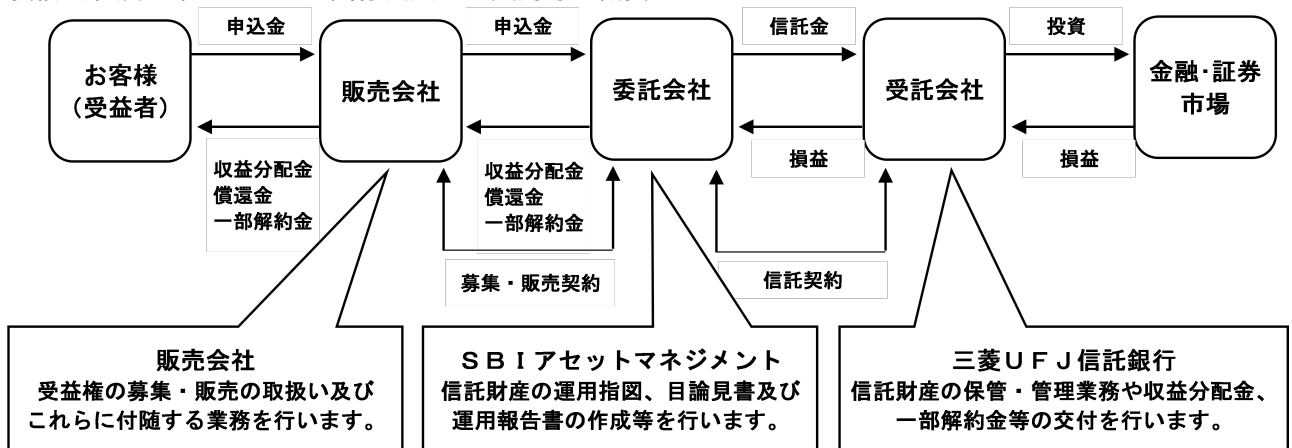 申込金
申込金
信託金
投資
お客様
（受益者）
販売会社
委託会社
受託会社
金融・証券
市場
収益分配金
償還金
一部解約金
収益分配金
償還金
一部解約金
損益
損益
募集・販売契約
信託契約
販売会社
受益権の募集・販売の取扱い及び
これらに付随する業務を行います。
ＳＢＩアセットマネジメント
信託財産の運用指図、目論見書及び
運用報告書の作成等を行います。
三菱ＵＦＪ信託銀行
信託財産の保管・管理業務や収益分配金、
一部解約金等の交付を行います。